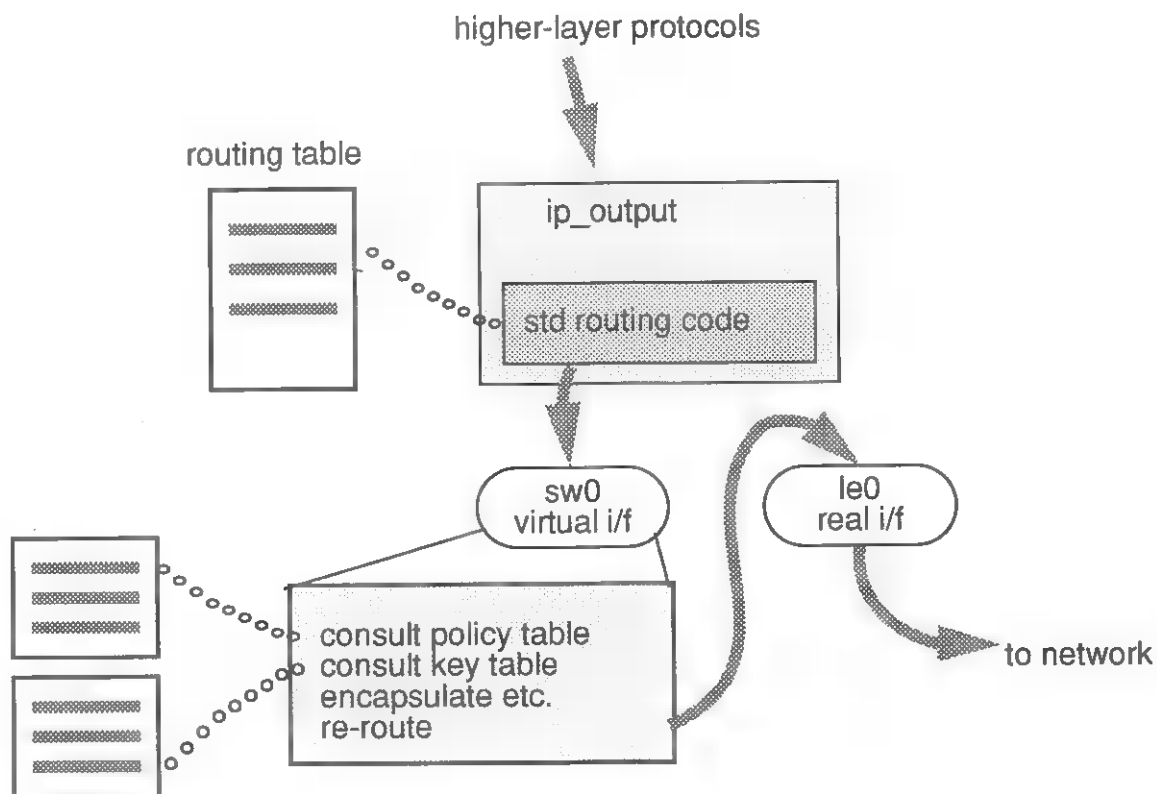 higher-layer protocols
routing table
ip_output
std routing code
sw0
virtual i/f
le0
real i/f
consult policy table
consult key table
encapsulate etc.
re-route
to network